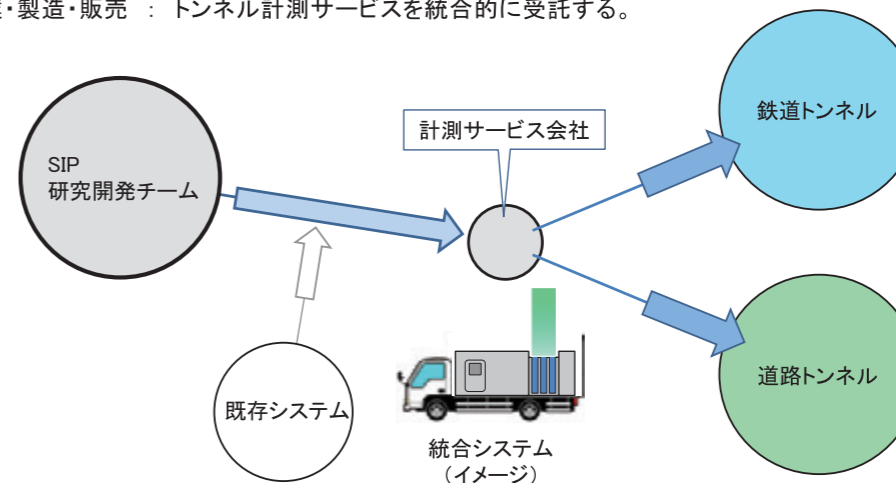 ・製造・販売 : トンネル計測サービスを統合的に受託する。
鉄道トンネル
計測サービス会社
SIP
研究開発チーム
既存システム
道路トンネル
統合システム
(イメージ)